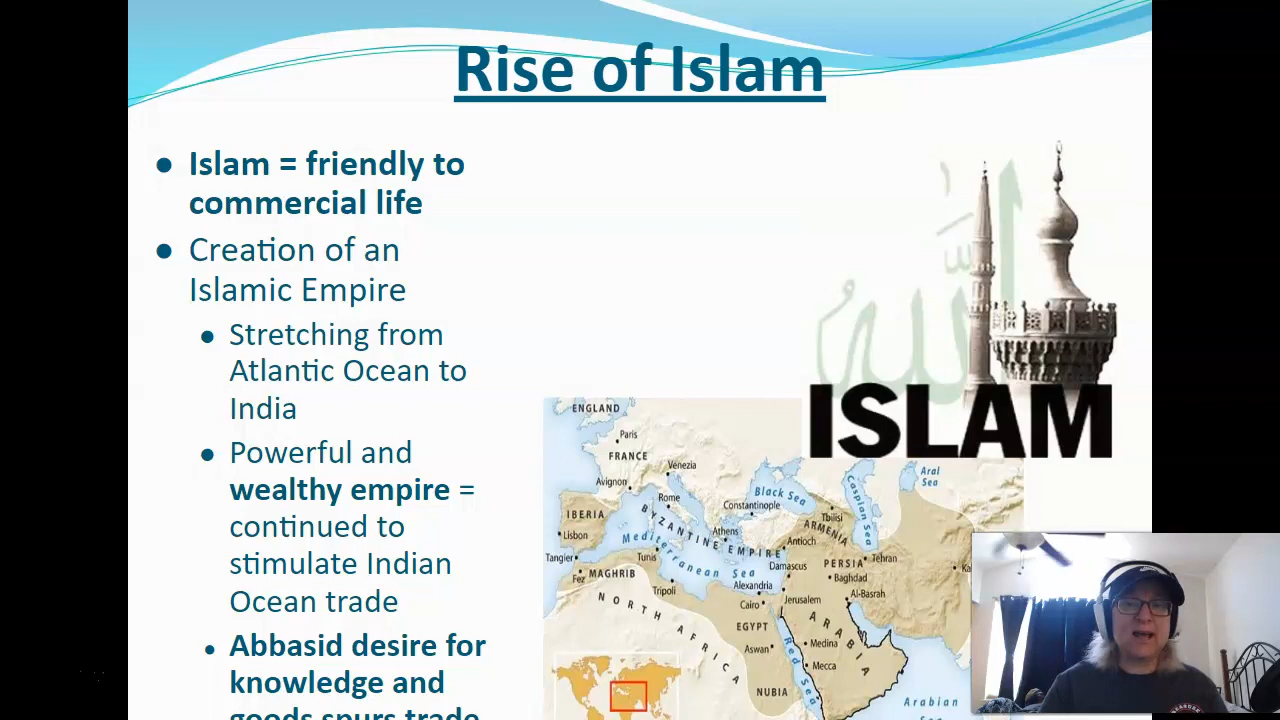 Rise of Islam
• Islam = friendly to
commercial life
• Creation of an
Islamic Empire
• Stretching from
Atlantic Ocean to
India
• Powerful and
wealthy empire =
continued to
stimulate Indian
Ocean trade
• Abbasid desire for
knowledge and
goods spurs trade
الله
ISLAM
ENGLAND
Paris
FRANCE
Venezia
Avignon
Rome
Black Sea
Caspian Sea
Aral
Sea
Constantinople
Tbilisi
ARMENIA
IBERIA
Lisbon
BYZANTINE EMPIRE
Athens
Antioch
Mediterranean Sea
Tangier
Fez
MAGHRIB
Tunis
Tripoli
Damascus
PERSIA
Tehran
Baghdad
Alexandria
Jerusalem
Al-Basrah
Cairo
NORTH AFRICA
EGYPT
ARABIA
Aswan
Medina
Mecca
Red Sea
NUBIA
Arabian